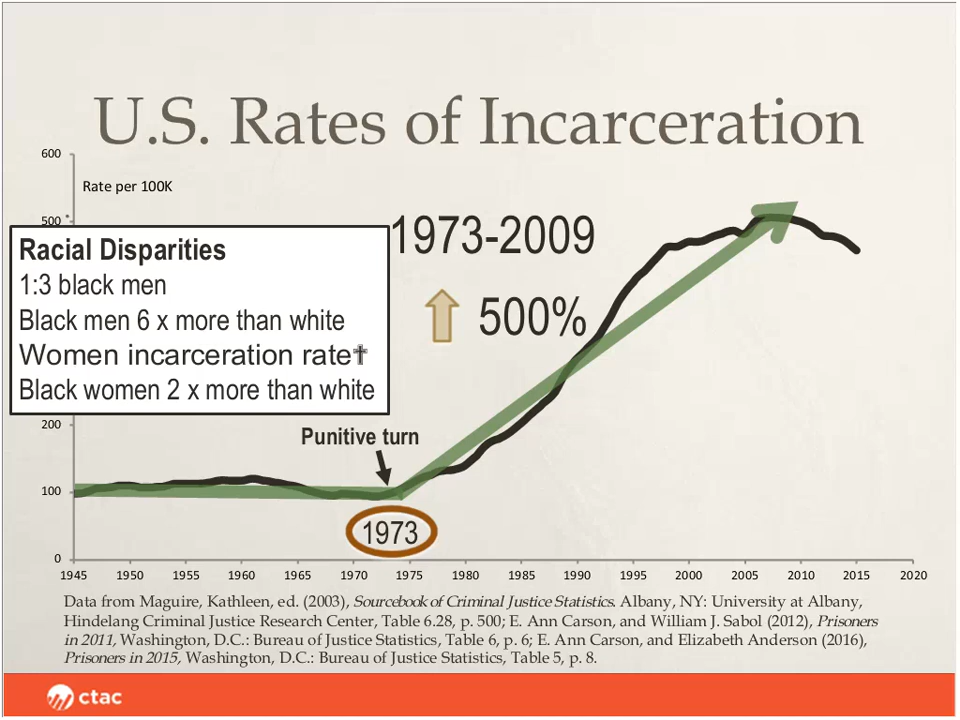 U.S. Rates of Incarceration
600
Rate per 100K
500
1973-2009
500%
Racial Disparities
1:3 black men
Black men 6 x more than white
Women incarceration rate✟
Black women 2 x more than white
200
Punitive turn
100
1973
0
1945 1950 1955 1960 1965 1970 1975 1980 1985 1990 1995 2000 2005 2010 2015 2020
Data from Maguire, Kathleen, ed. (2003), Sourcebook of Criminal Justice Statistics. Albany, NY: University at Albany,
Hindelang Criminal Justice Research Center, Table 6.28, p. 500; E. Ann Carson, and William J. Sabol (2012), Prisoners
in 2011, Washington, D.C.: Bureau of Justice Statistics, Table 6, p. 6; E. Ann Carson, and Elizabeth Anderson (2016),
Prisoners in 2015, Washington, D.C.: Bureau of Justice Statistics, Table 5, p. 8.
ctac